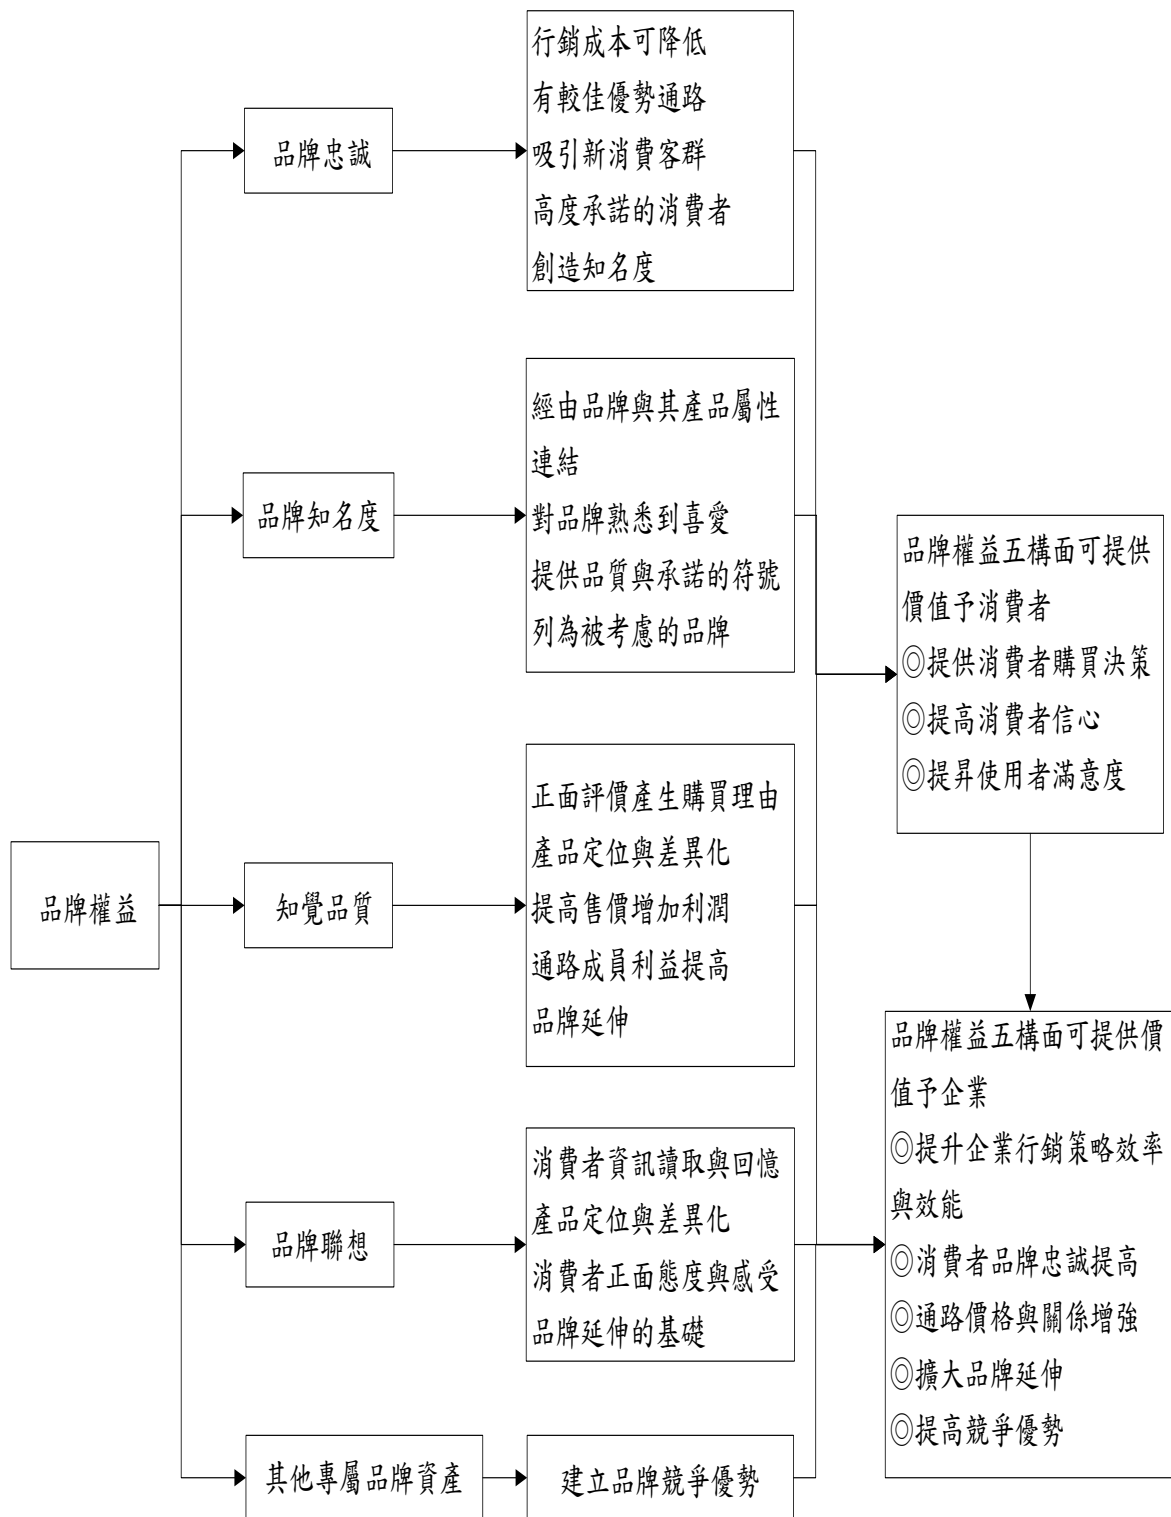 行銷成本可降低
有較佳優勢通路
吸引新消費客群
高度承諾的消費者
創造知名度
品牌忠誠
經由品牌與其產品屬性
連結
對品牌熟悉到喜愛
提供品質與承諾的符號
列為被考慮的品牌
品牌知名度
品牌權益五構面可提供
價值予消費者
◎提供消費者購買決策
◎提高消費者信心
◎提昇使用者滿意度
正面評價產生購買理由
產品定位與差異化
提高售價增加利潤
通路成員利益提高
品牌延伸
品牌權益
知覺品質
品牌權益五構面可提供價
值予企業
◎提升企業行銷策略效率
與效能
◎消費者品牌忠誠提高
◎通路價格與關係增強
◎擴大品牌延伸
◎提高競爭優勢
消費者資訊讀取與回憶
產品定位與差異化
消費者正面態度與感受
品牌延伸的基礎
品牌聯想
其他專屬品牌資產
建立品牌競爭優勢